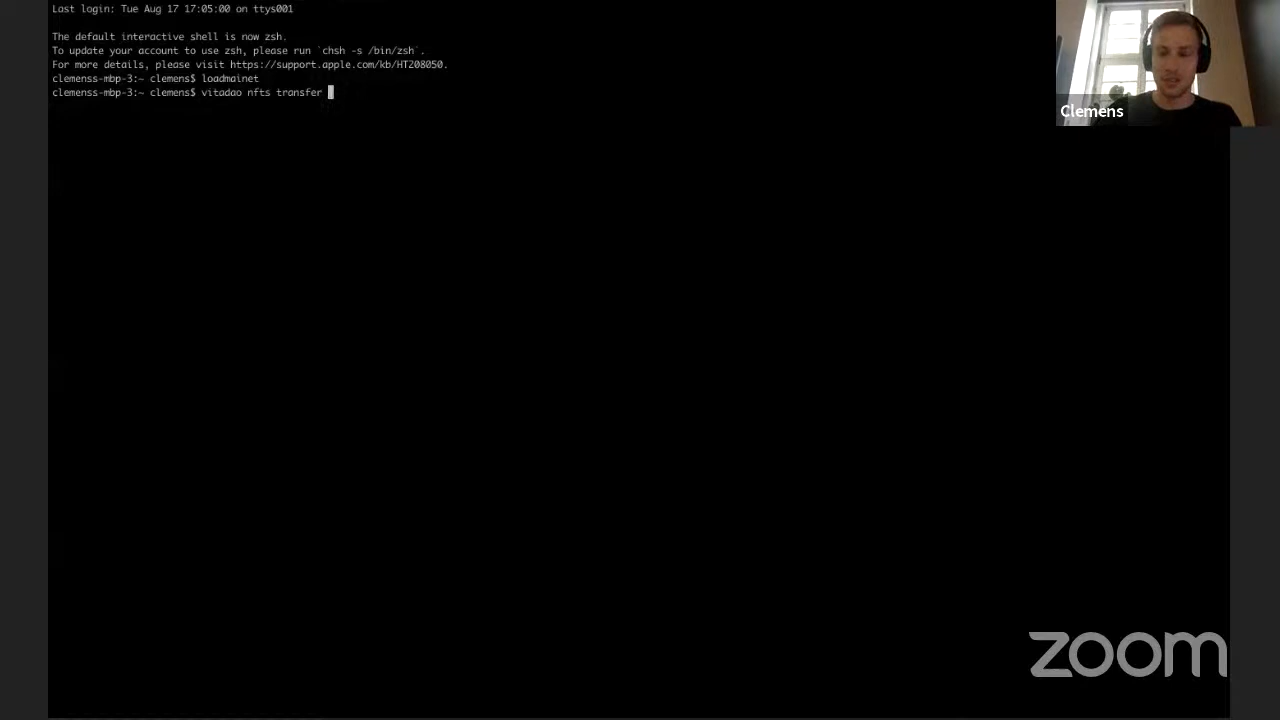 Last login: Tue Aug 17 17:05:00 on ttys001
The default interactive shell is now zsh.
To update your account to use zsh, please run `chsh -s /bin/zsh`.
For more details, please visit https://support.apple.com/kb/HT208050.
clemenss-mbp-3:~ clemens$ loadmainet
clemenss-mbp-3:~ clemens$ vitadao nfts transfer
Clemens
zoom